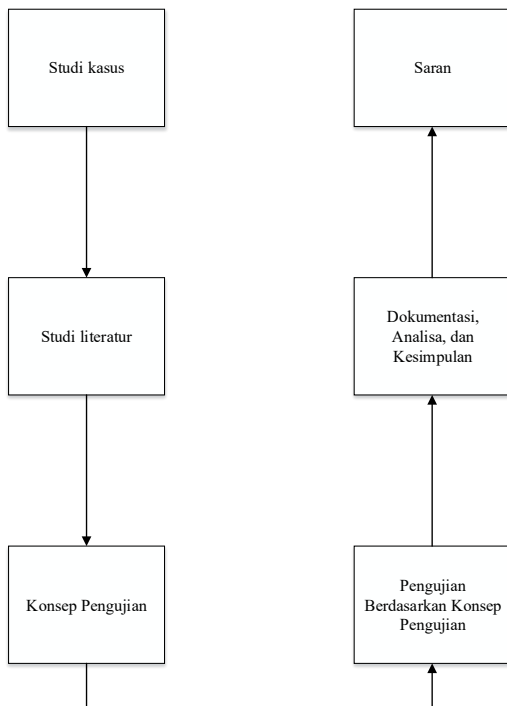 Studi kasus
Studi literatur
Konsep Pengujian
Saran
Dokumentasi,
Analisa, dan
Kesimpulan
Pengujian
Berdasarkan Konsep
Pengujian